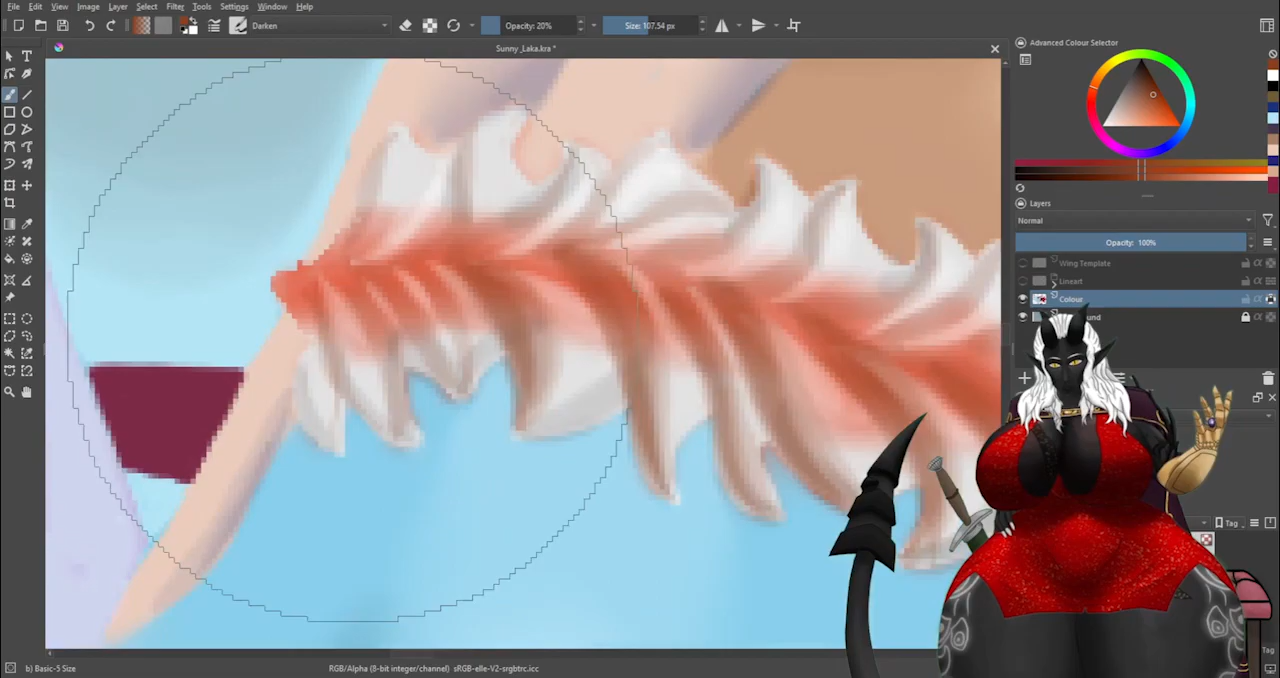 File Edit View Image Layer Select Filter Tools Settings Window Help
Darken Opacity: 20% Size: 107.54 px
Sunny_Laka.kra *
Advanced Colour Selector
Layers
Normal
Opacity: 100%
Wing Template
Lineart
Colour
Tag
Tag
b) Basic-5 Size
RGB/Alpha (8-bit integer/channel) sRGB-elle-V2-srgbtrc.icc